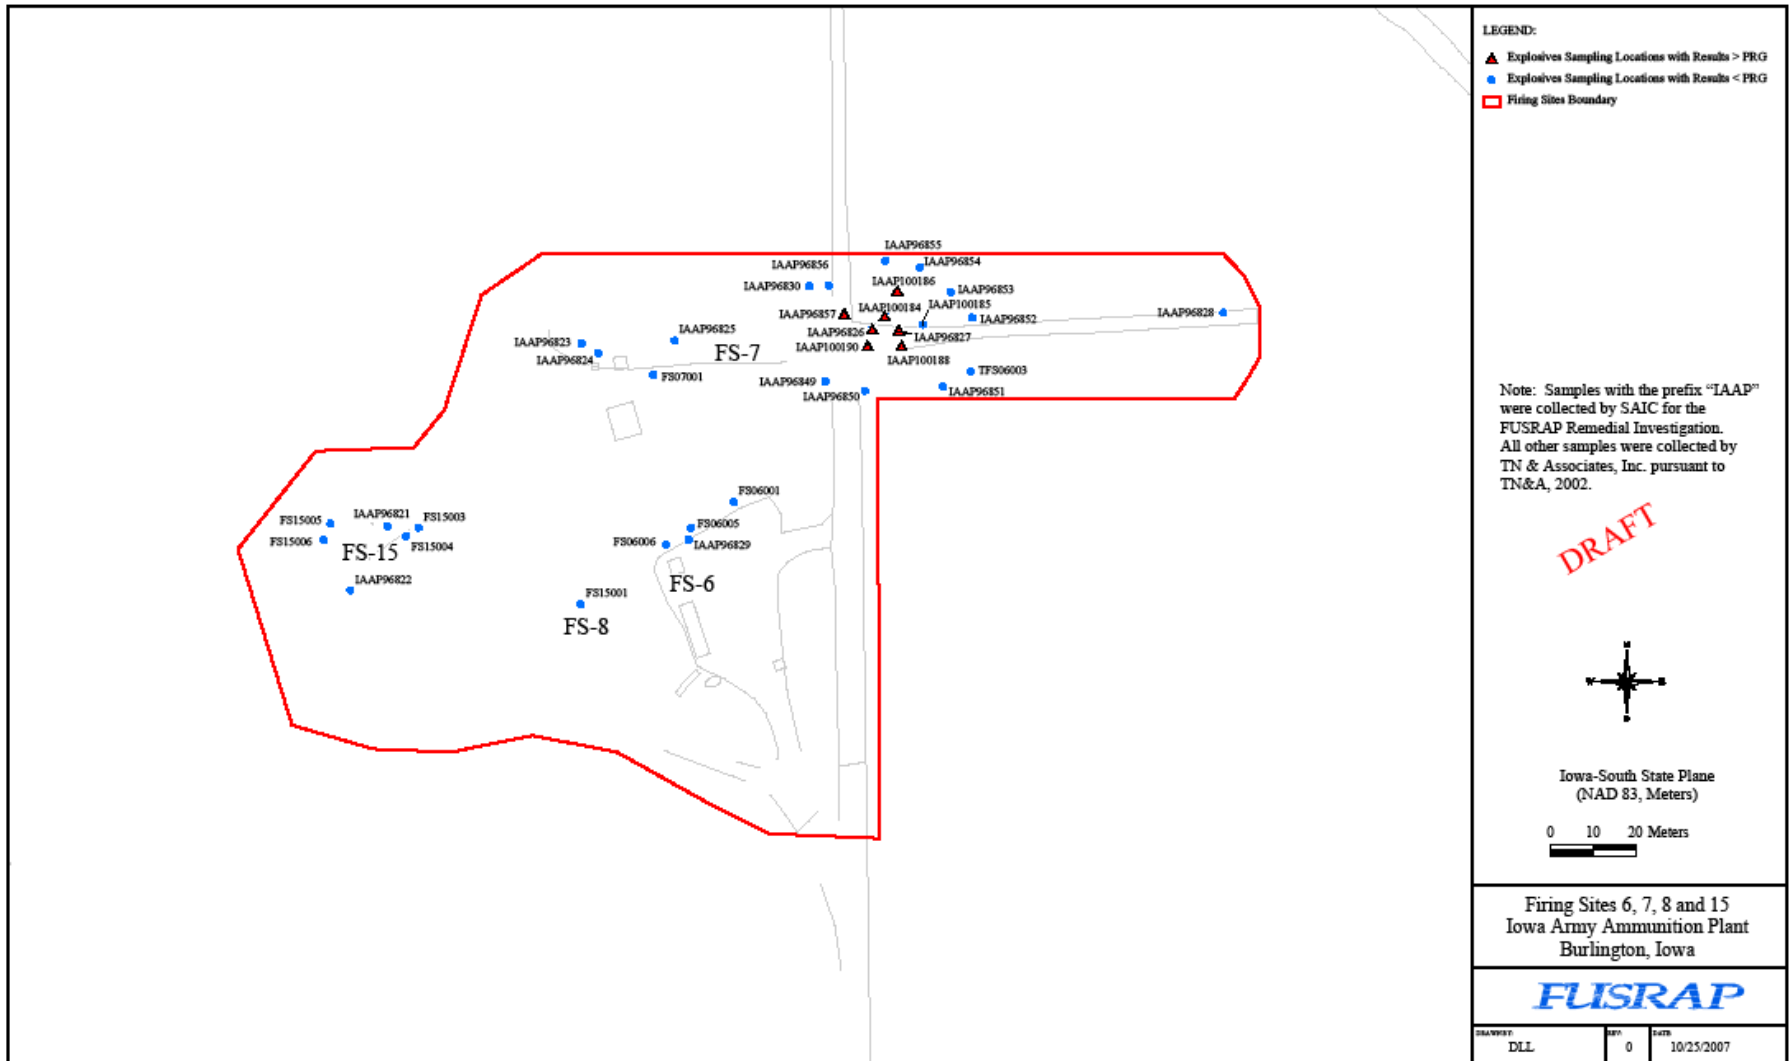 IAAP96855
IAAP96856
IAAP96854
IAAP100186
IAAP96830
IAAP96853
IAAP100185
IAAP100184
IAAP96857
IAAP96852
IAAP96828
IAAP96826
IAAP96827
IAAP96825
IAAP96823
IAAP100190
FS-7
IAAP96824
IAAP100188
FS07001
TFS06003
IAAP96849
IAAP96850
IAAP96851
FS06001
FS15005
IAAP96821
FS15003
FS06005
FS15006
FS15004
FS-15
FS06006
IAAP96829
IAAP96822
FS-6
FS15001
FS-8
LEGEND:
Explosives Sampling Locations with Results > PRG
Explosives Sampling Locations with Results < PRG
Firing Sites Boundary
Note: Samples with the prefix “IAAP”
were collected by SAIC for the
FUSRAP Remedial Investigation.
All other samples were collected by
TN & Associates, Inc. pursuant to
TN&A, 2002.
DRAFT
N
W E
Iowa-South State Plane
(NAD 83, Meters)
0 10 20 Meters
Firing Sites 6, 7, 8 and 15
Iowa Army Ammunition Plant
Burlington, Iowa
FUSRAP
DRAWN BY: REV: DATE
DLL 0 10/25/2007